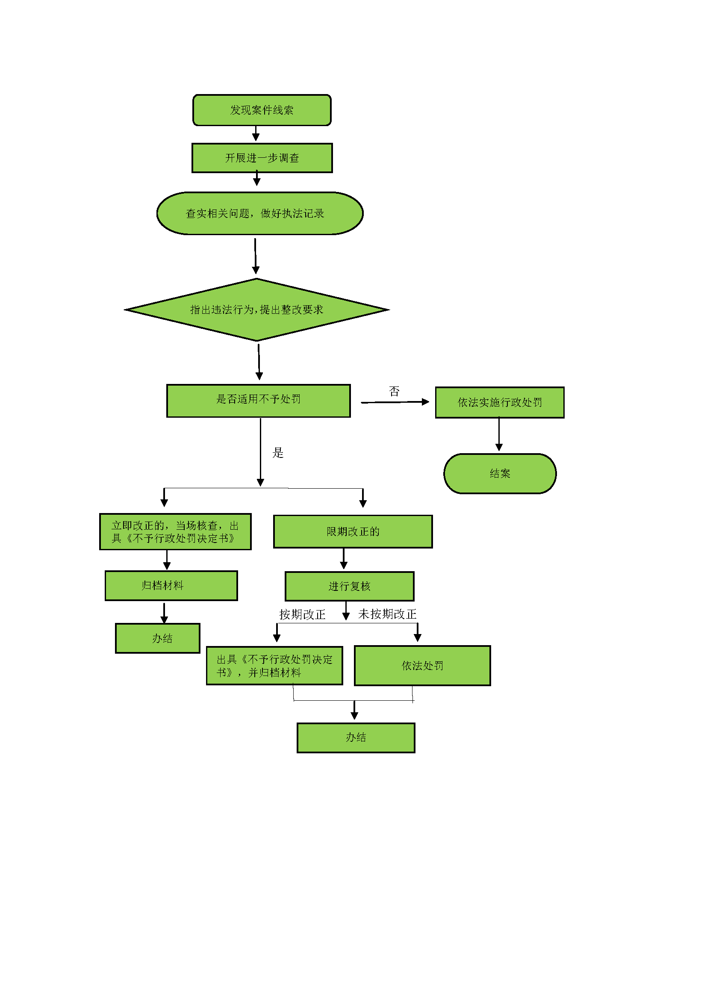 发现案件线索
开展进一步调查
查实相关问题，做好执法记录
指出违法行为，提出整改要求
是否适用不予处罚
否
依法实施行政处罚
是
结案
立即改正的，当场核查，出
具《不予行政处罚决定书》
限期改正的
归档材料
进行复核
按期改正
未按期改正
办结
出具《不予行政处罚决定
书》，并归档材料
依法处罚
办结